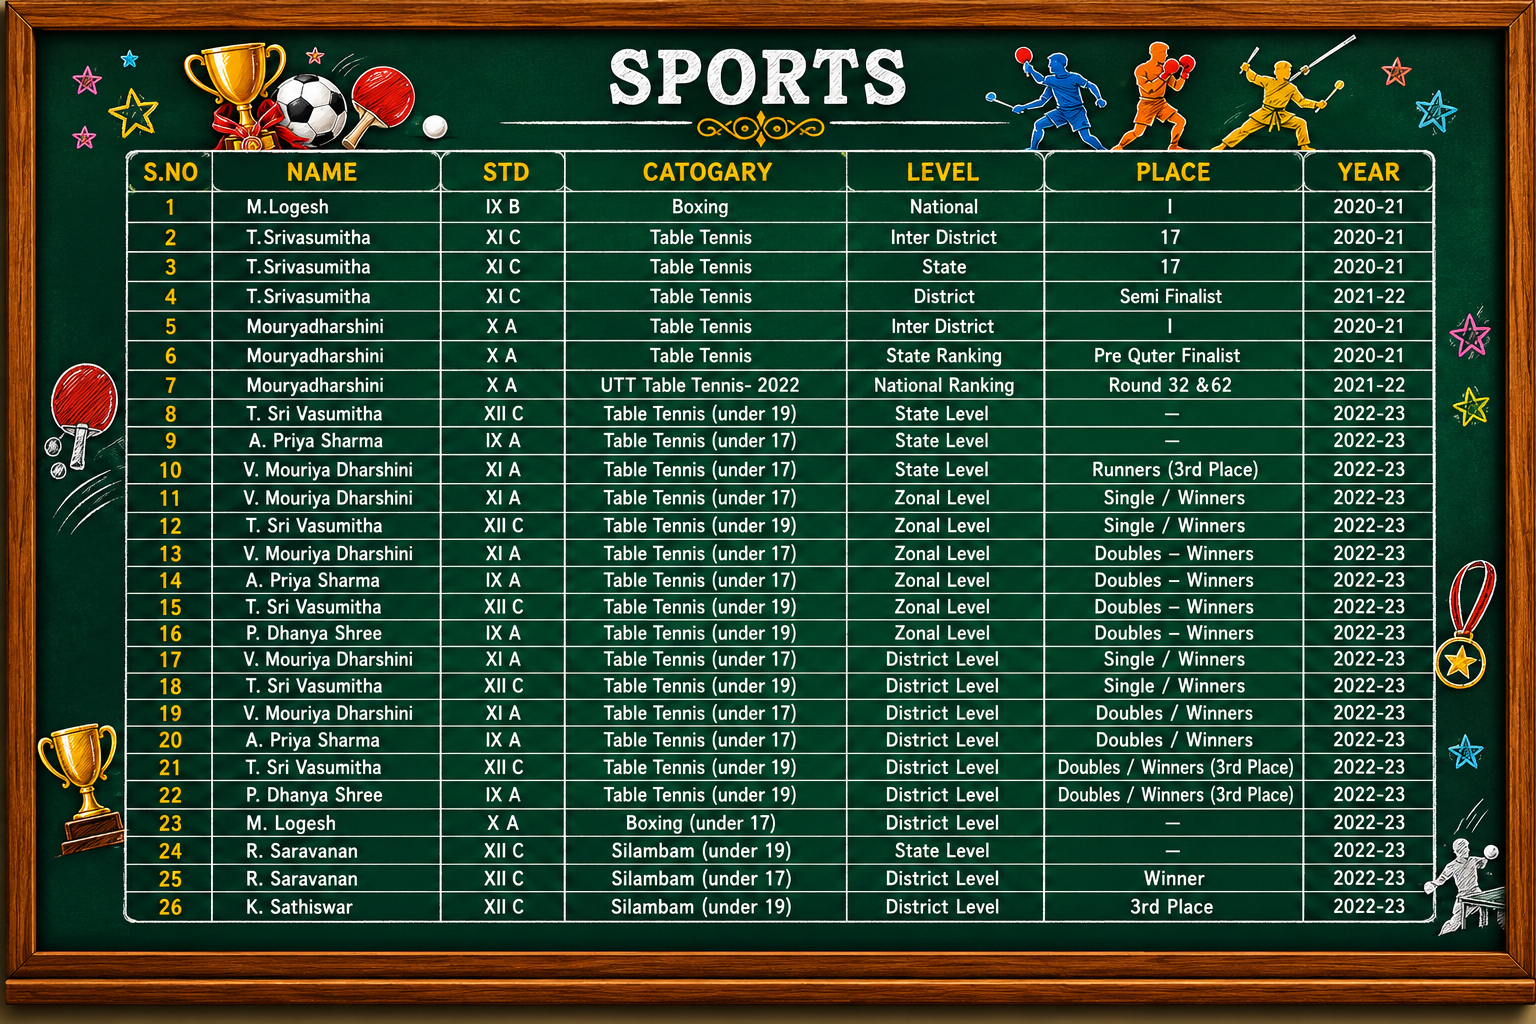 SPORTS
S.NO NAME STD CATOGARY LEVEL PLACE YEAR
1 M.Logesh IX B Boxing National I 2020-21
2 T.Srivasumitha XI C Table Tennis Inter District 17 2020-21
3 T.Srivasumitha XI C Table Tennis State 17 2020-21
4 T.Srivasumitha XI C Table Tennis District Semi Finalist 2021-22
5 Mouryadharshini X A Table Tennis Inter District I 2020-21
6 Mouryadharshini X A Table Tennis State Ranking Pre Quter Finalist 2020-21
7 Mouryadharshini X A UTT Table Tennis- 2022 National Ranking Round 32 &62 2021-22
8 T. Sri Vasumitha XII C Table Tennis (under 19) State Level – 2022-23
9 A. Priya Sharma IX A Table Tennis (under 17) State Level – 2022-23
10 V. Mouriya Dharshini XI A Table Tennis (under 17) State Level Runners (3rd Place) 2022-23
11 V. Mouriya Dharshini XI A Table Tennis (under 17) Zonal Level Single / Winners 2022-23
12 T. Sri Vasumitha XII C Table Tennis (under 19) Zonal Level Single / Winners 2022-23
13 V. Mouriya Dharshini XI A Table Tennis (under 17) Zonal Level Doubles – Winners 2022-23
14 A. Priya Sharma IX A Table Tennis (under 17) Zonal Level Doubles – Winners 2022-23
15 T. Sri Vasumitha XII C Table Tennis (under 19) Zonal Level Doubles – Winners 2022-23
16 P. Dhanya Shree IX A Table Tennis (under 19) Zonal Level Doubles – Winners 2022-23
17 V. Mouriya Dharshini XI A Table Tennis (under 17) District Level Single / Winners 2022-23
18 T. Sri Vasumitha XII C Table Tennis (under 19) District Level Single / Winners 2022-23
19 V. Mouriya Dharshini XI A Table Tennis (under 17) District Level Doubles / Winners 2022-23
20 A. Priya Sharma IX A Table Tennis (under 17) District Level Doubles / Winners 2022-23
21 T. Sri Vasumitha XII C Table Tennis (under 19) District Level Doubles / Winners (3rd Place) 2022-23
22 P. Dhanya Shree IX A Table Tennis (under 19) District Level Doubles / Winners (3rd Place) 2022-23
23 M. Logesh X A Boxing (under 17) District Level – 2022-23
24 R. Saravanan XII C Silambam (under 19) State Level – 2022-23
25 R. Saravanan XII C Silambam (under 17) District Level Winner 2022-23
26 K. Sathiswar XII C Silambam (under 19) District Level 3rd Place 2022-23